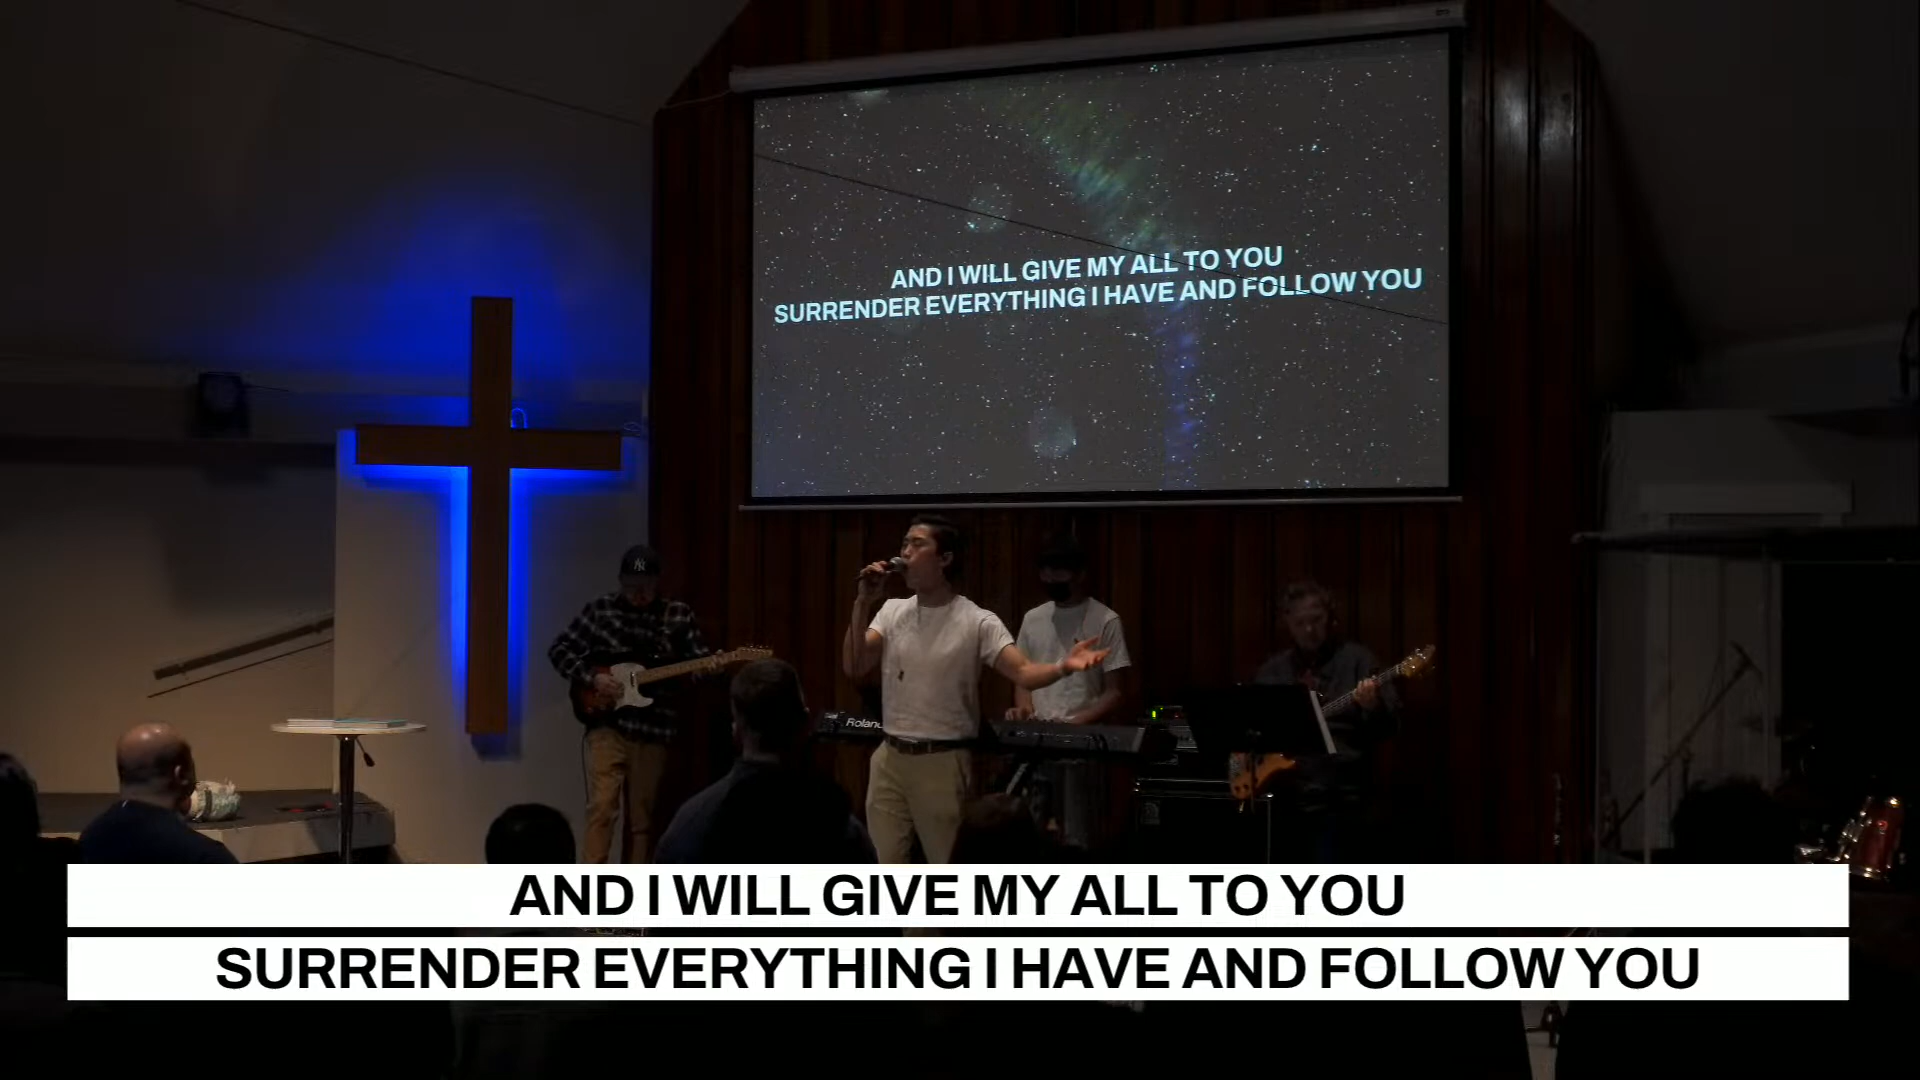 AND I WILL GIVE MY ALL TO YOU
SURRENDER EVERYTHING I HAVE AND FOLLOW YOU
NY
Roland
AND I WILL GIVE MY ALL TO YOU
SURRENDER EVERYTHING I HAVE AND FOLLOW YOU